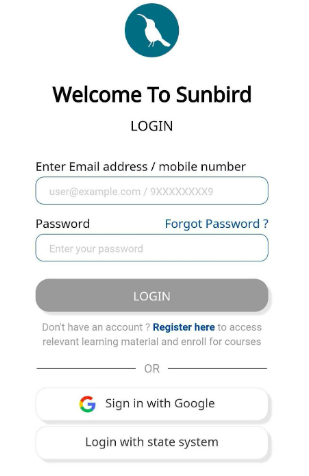 Welcome To Sunbird
LOGIN
Enter Email address / mobile number
user@example.com / 9XXXXXXXX9
Password Forgot Password ?
Enter your password
LOGIN
Don't have an account ? Register here to access
relevant learning material and enroll for courses
OR
Sign in with Google
Login with state system